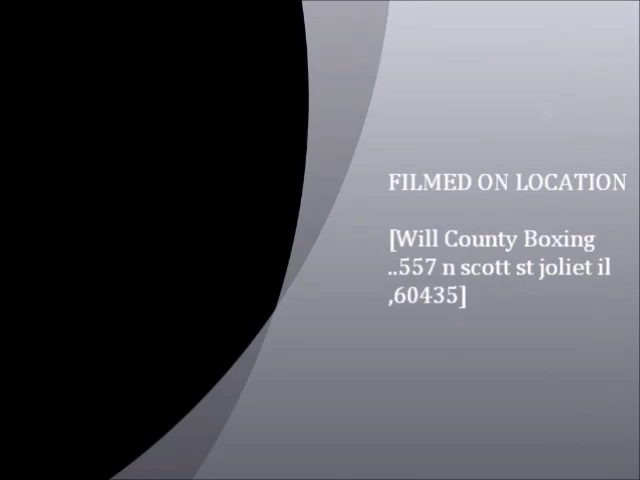 FILMED ON LOCATION
[Will County Boxing
..557 n scott st joliet il
,60435]